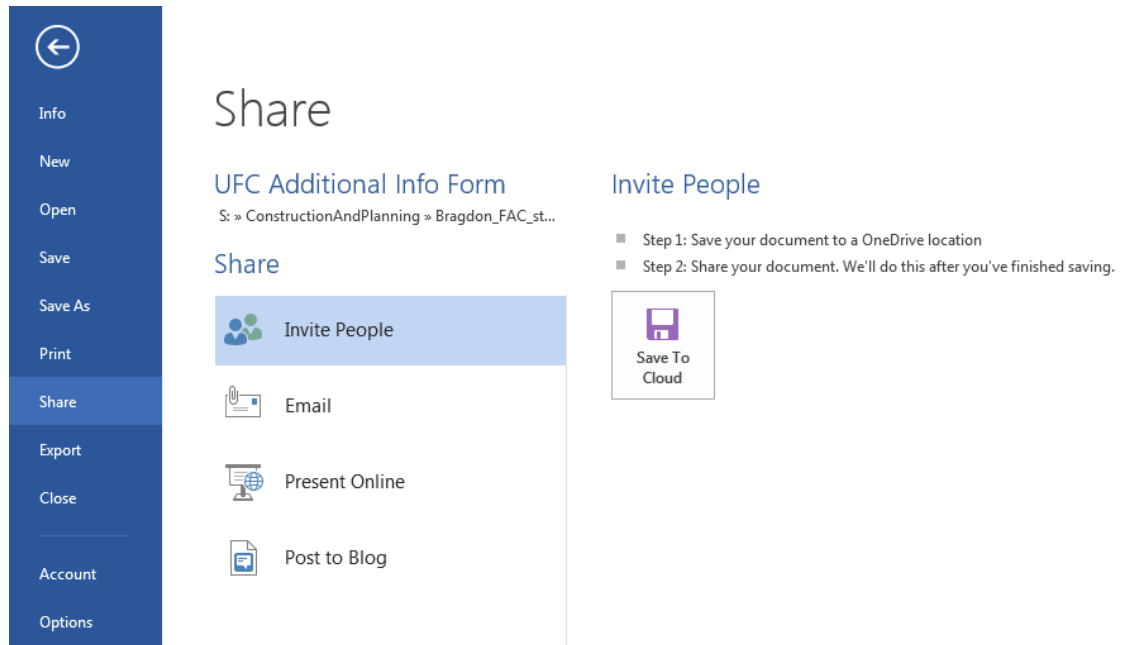 Info
New
Open
Save
Save As
Print
Share
Export
Close
Account
Options
Share
UFC Additional Info Form
S: » ConstructionAndPlanning » Bragdon_FAC_st...
Share
Invite People
Email
Present Online
Post to Blog
Invite People
Step 1: Save your document to a OneDrive location
Step 2: Share your document. We'll do this after you've finished saving.
Save To
Cloud